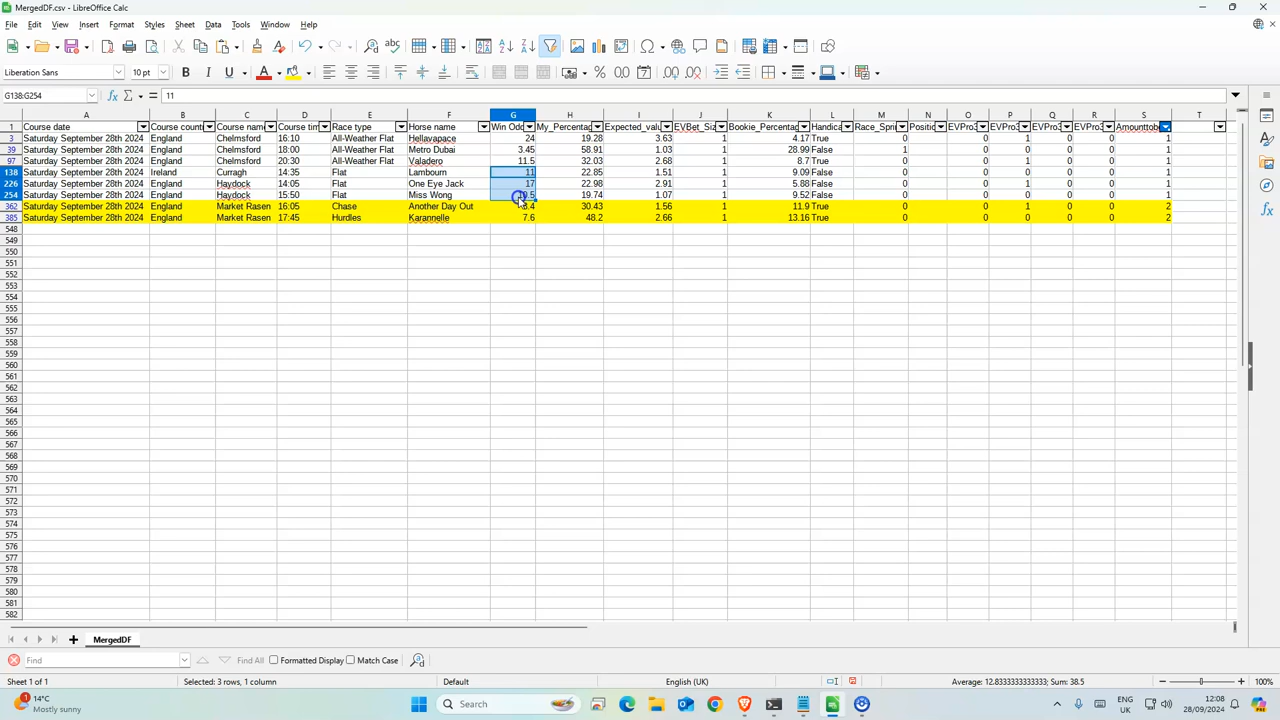 MergedDF.csv - LibreOffice Calc
File Edit View Insert Format Styles Sheet Data Tools Window Help
Liberation Sans 10 pt
G138:G254 11
A B C D E F G H I J K L M N O P Q R S T
1 Course date Course count Course name Course tim Race type Horse name Win Od My_Percentag Expected_valu EVBet_Siz Bookie_Percentag Handica Race_Sprin Positic EVPro3 EVPro3 EVPro3 EVPro3 Amounttobe
3 Saturday September 28th 2024 England Chelmsford 16:10 All-Weather Flat Hellavapace 24 19.28 3.63 1 4.17 True 0 0 1 0 0 1
39 Saturday September 28th 2024 England Chelmsford 18:00 All-Weather Flat Metro Dubai 3.45 58.91 1.03 1 28.99 False 1 0 0 0 0 1
97 Saturday September 28th 2024 England Chelmsford 20:30 All-Weather Flat Valadero 11.5 32.03 2.68 1 8.7 True 0 0 0 0 0 1
138 Saturday September 28th 2024 Ireland Curragh 14:35 Flat Lambourn 11 22.85 1.51 1 9.09 False 0 0 0 0 0 1
226 Saturday September 28th 2024 England Haydock 14:05 Flat One Eye Jack 17 22.98 2.91 1 5.88 False 0 0 1 0 0 1
254 Saturday September 28th 2024 England Haydock 15:50 Flat Miss Wong 19.74 1.07 1 9.52 False 0 0 0 0 0 1
362 Saturday September 28th 2024 England Market Rasen 16:05 Chase Another Day Out 8.4 30.43 1.56 1 11.9 True 0 0 1 0 0 2
385 Saturday September 28th 2024 England Market Rasen 17:45 Hurdles Karannelle 7.6 48.2 2.66 1 13.16 True 0 0 0 0 0 2
548
549
550
551
552
553
554
555
556
557
558
559
560
561
562
563
564
565
566
567
568
569
570
571
572
573
574
575
576
577
578
579
580
581
582
MergedDF
Find Find All Formatted Display Match Case
Sheet 1 of 1 Selected: 3 rows, 1 column Default English (UK) Average: 12.8333333333333; Sum: 38.5 100%
14°C
Mostly sunny
Search
ENG
UK
12:08
28/09/2024